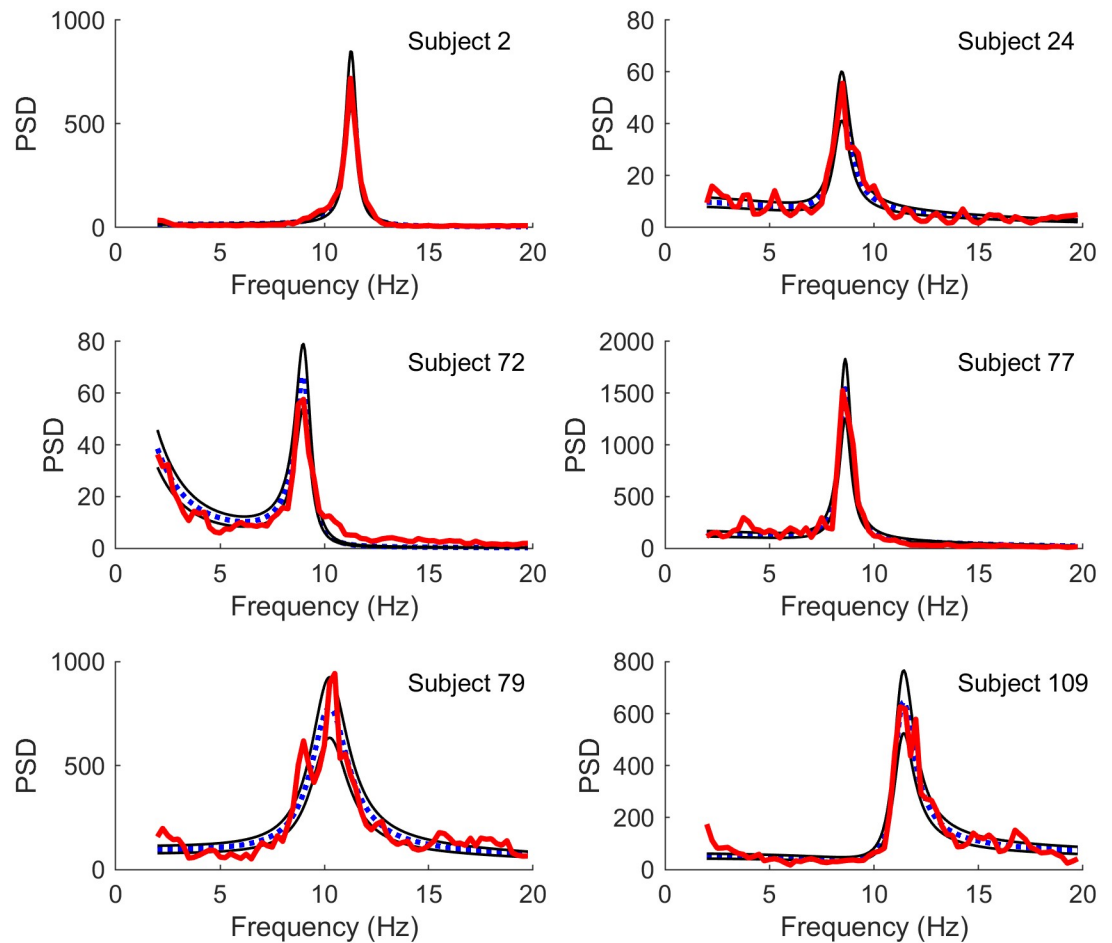 Subject 2
1000
500
0
PSD
0 5 10 15 20
Frequency (Hz)
Subject 24
80
60
40
20
0
PSD
0 5 10 15 20
Frequency (Hz)
Subject 72
80
60
40
20
0
PSD
0 5 10 15 20
Frequency (Hz)
Subject 77
2000
1500
1000
500
0
PSD
0 5 10 15 20
Frequency (Hz)
Subject 79
1000
500
0
PSD
0 5 10 15 20
Frequency (Hz)
Subject 109
800
600
400
200
0
PSD
0 5 10 15 20
Frequency (Hz)